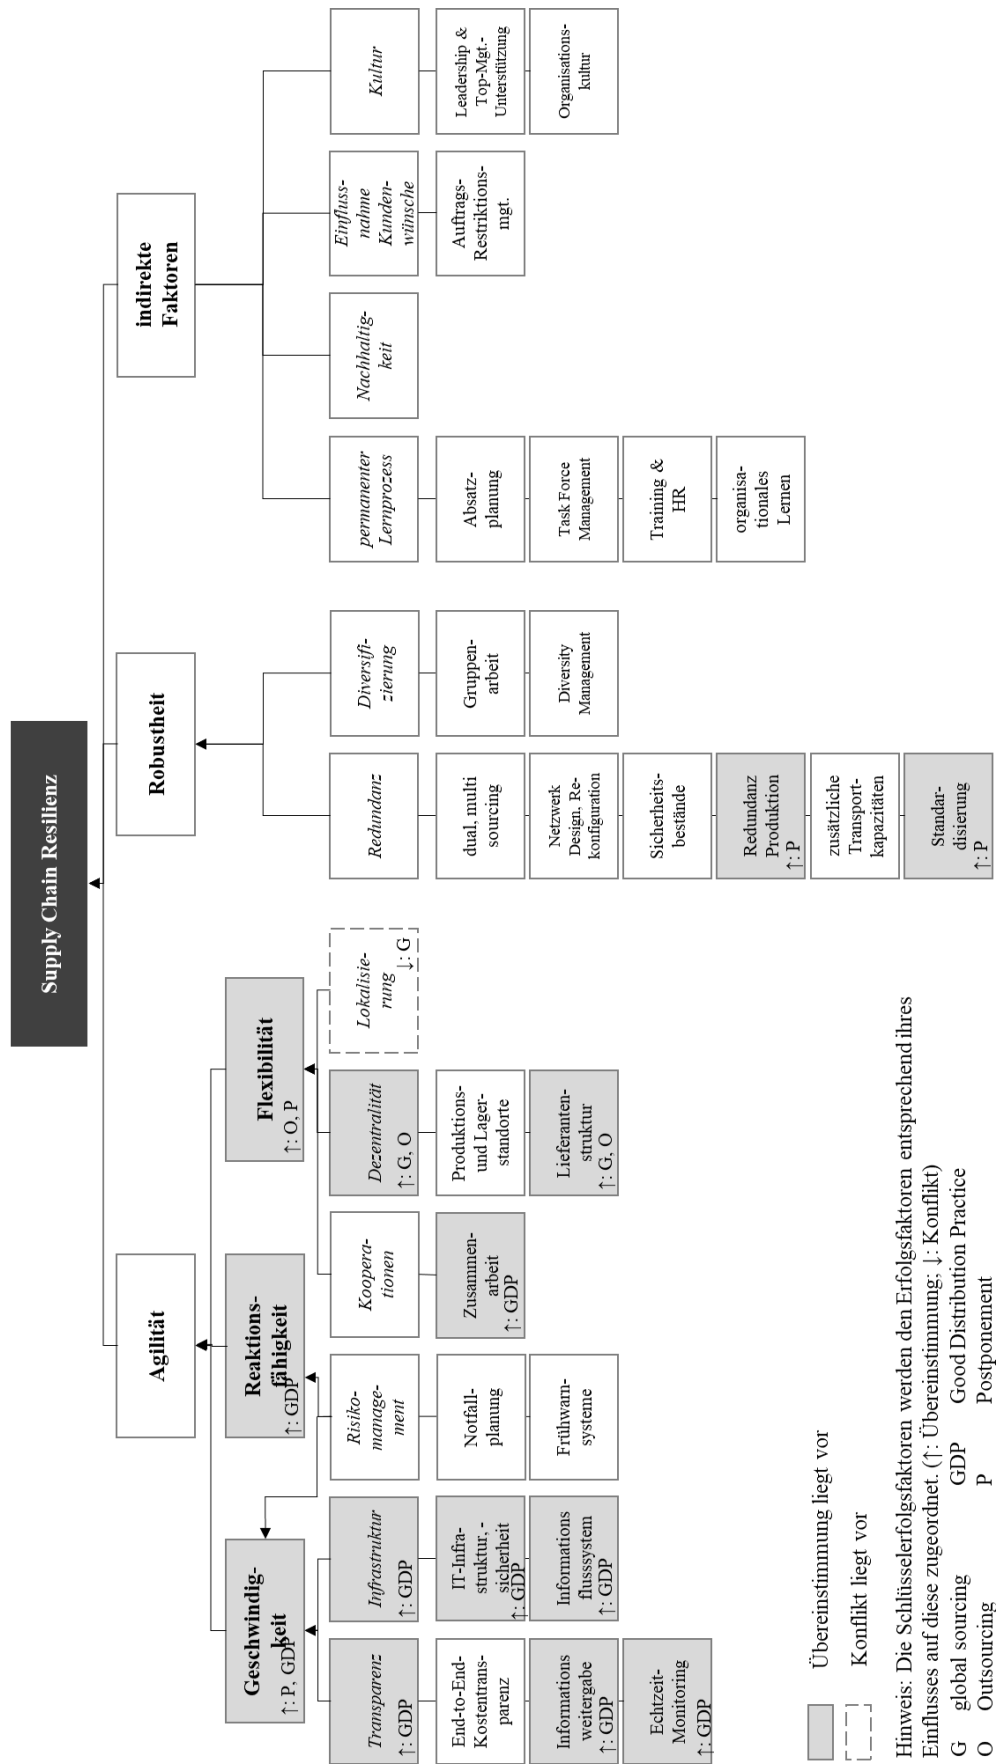 Supply Chain Resilienz
Agilität
Robustheit
indirekte
Faktoren
Geschwindig-
keit
↑: P, GDP
Reaktions-
fähigkeit
↑: GDP
Flexibilität
↑: O, P
Transparenz
↑: GDP
Infrastruktur
↑: GDP
Risiko-
manage-
ment
Koopera-
tionen
Dezentralität
↑: G, O
Lokalisie-
rung
↓: G
Redundanz
Diversifi-
zierung
permanenter
Lernprozess
Nachhaltig-
keit
Einfluss-
nahme
Kunden-
wünsche
Kultur
End-to-End-
Kostentrans-
parenz
IT-Infra-
struktur, -
sicherheit
↑: GDP
Notfall-
planung
Zusammen-
arbeit
↑: GDP
Produktions-
und Lager-
standorte
dual, multi
sourcing
Gruppen-
arbeit
Absatz-
planung
Auftrags-
Restriktions-
mgt.
Leadership &
Top-Mgt.-
Unterstützung
Informations
weitergabe
↑: GDP
Informations
flusssystem
↑: GDP
Frühwarn-
systeme
Lieferanten-
struktur
↑: G, O
Netzwerk
Design, Re-
konfiguration
Diversity
Management
Task Force
Management
Organisations-
kultur
Echtzeit-
Monitoring
↑: GDP
Sicherheits-
bestände
Training &
HR
Redundanz
Produktion
↑: P
organisa-
tionales
Lernen
zusätzliche
Transport-
kapazitäten
Standar-
disierung
↑: P
Übereinstimmung liegt vor
Konflikt liegt vor
Hinweis: Die Schlüsselerfolgsfaktoren werden den Erfolgsfaktoren entsprechend ihres
Einflusses auf diese zugeordnet. (↑: Übereinstimmung; ↓: Konflikt)
G global sourcing GDP Good Distribution Practice
O Outsourcing P Postponement